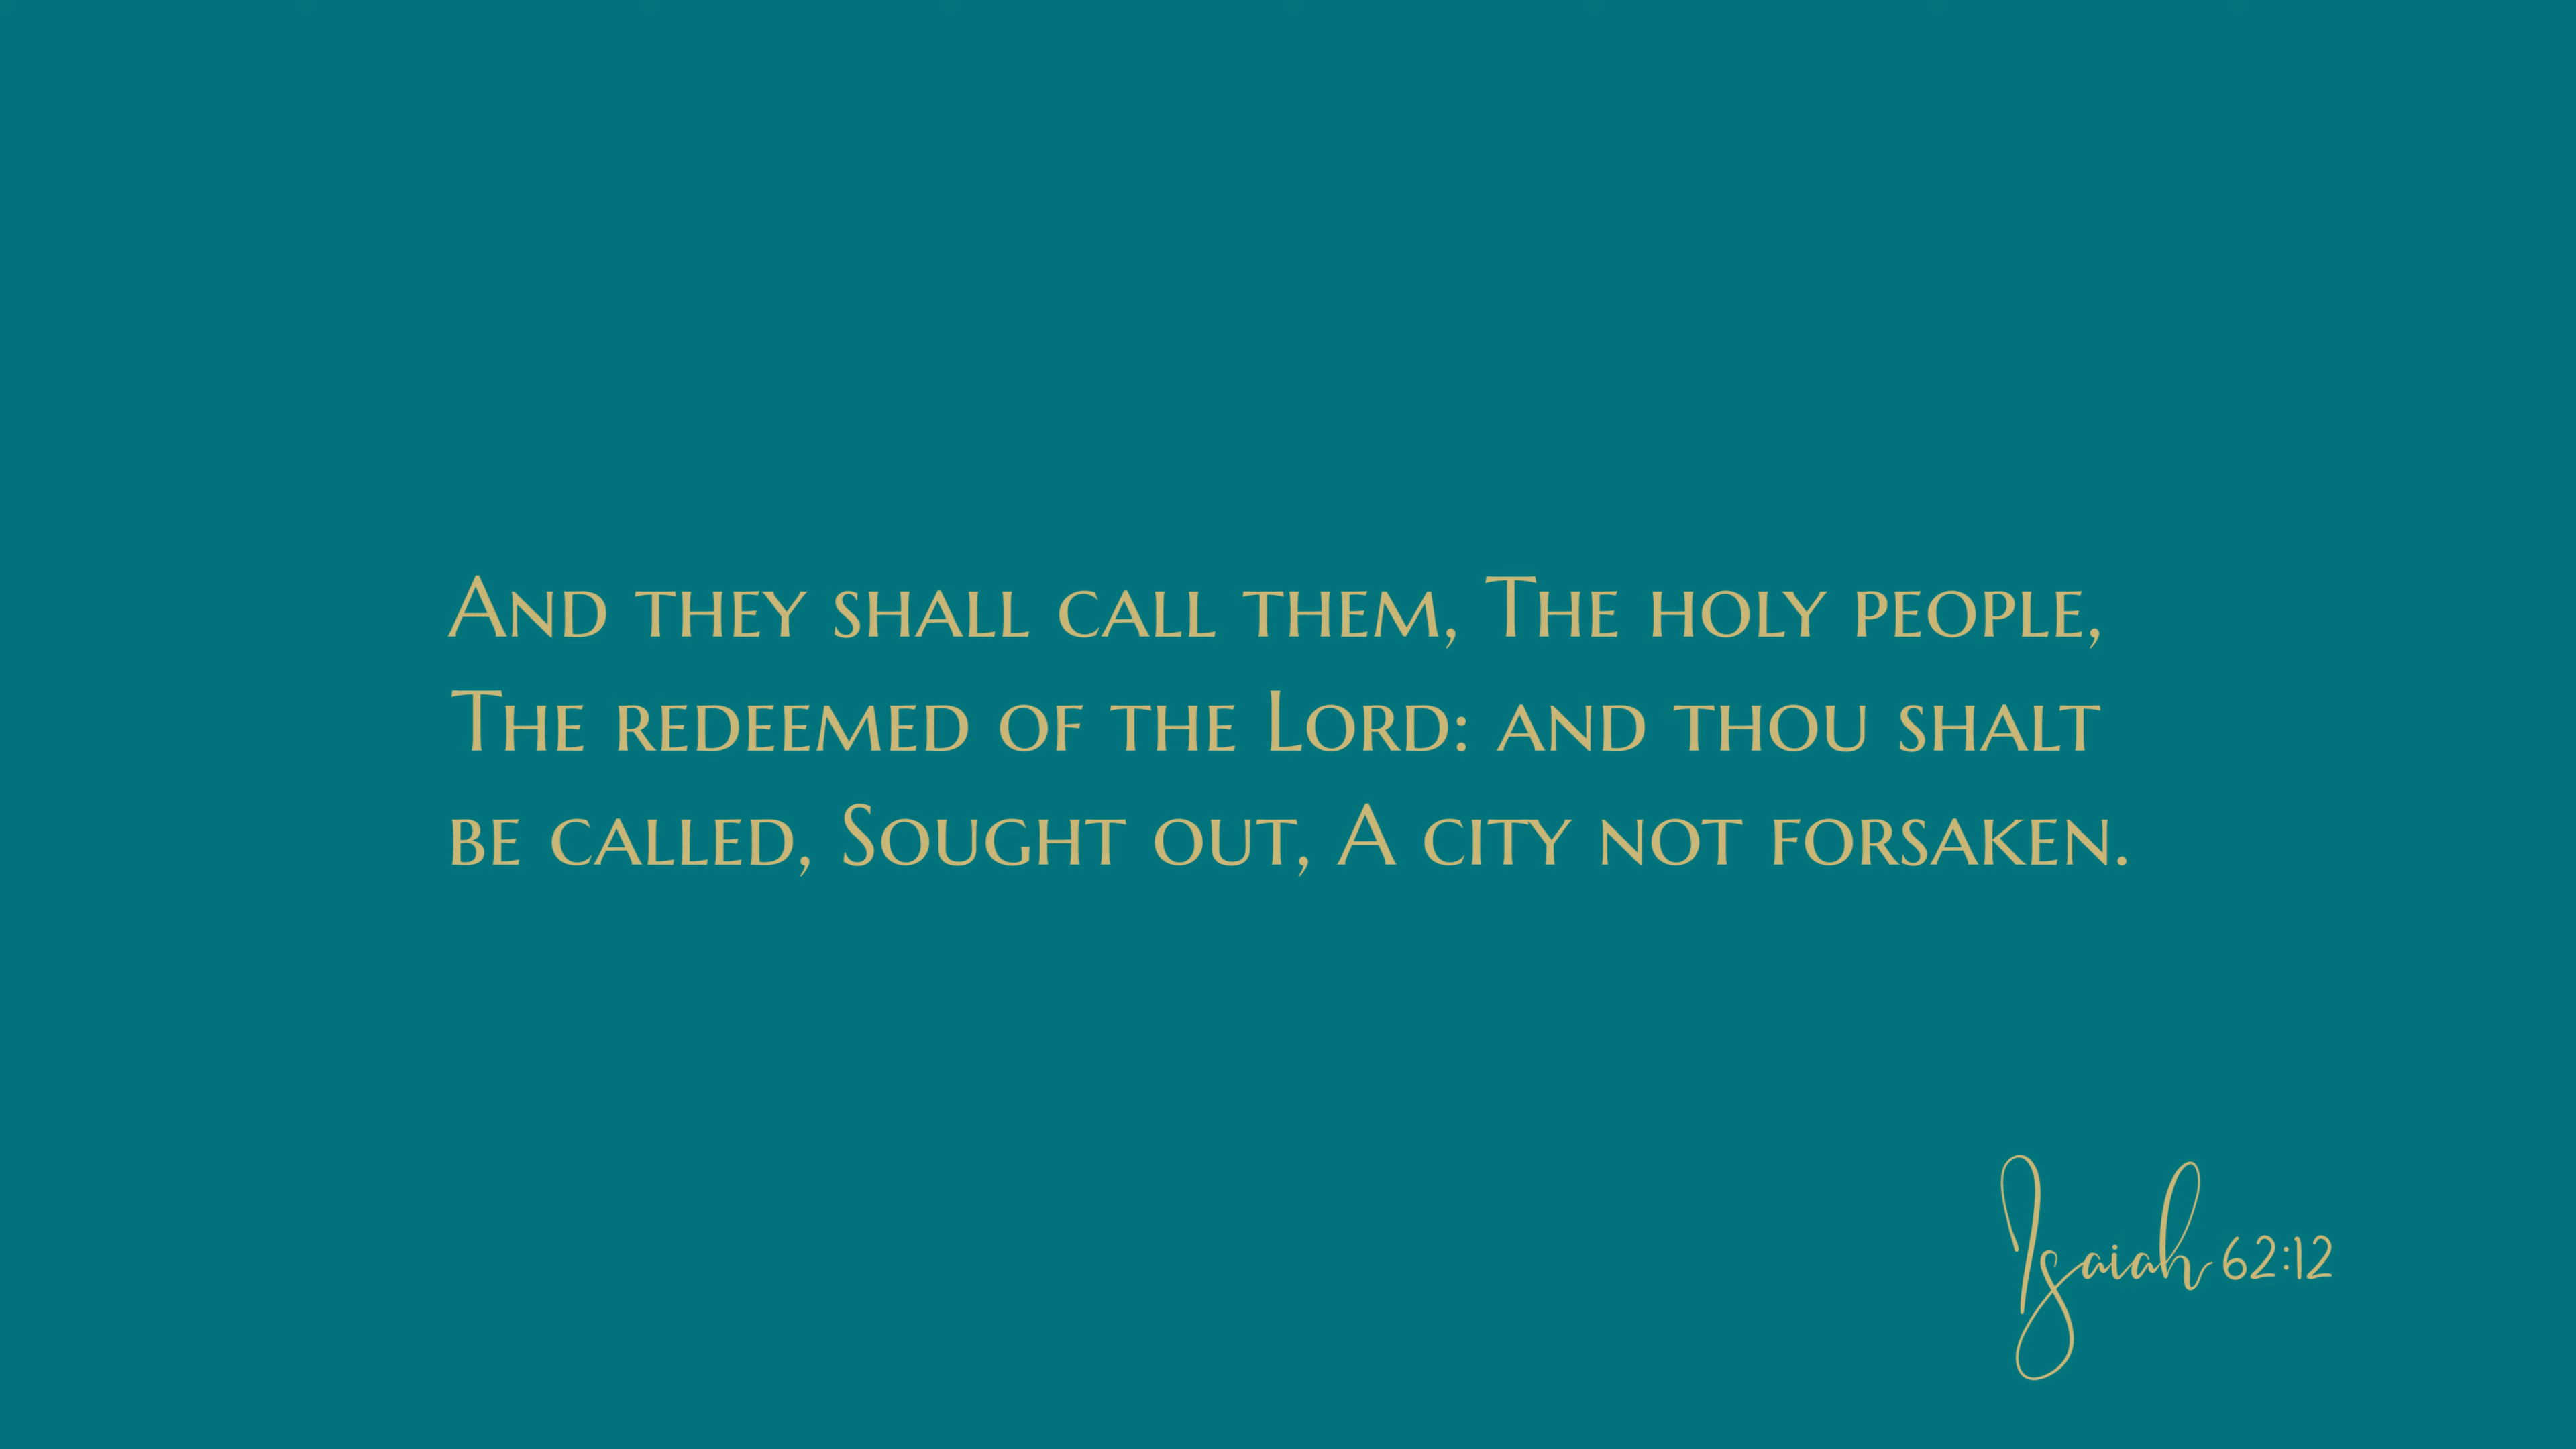 And they shall call them, The holy people,
The redeemed of the Lord: and thou shalt
be called, Sought out, A city not forsaken.
Isaiah 62:12